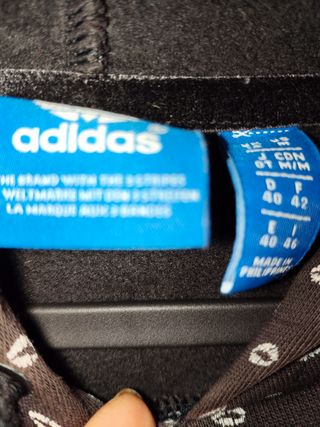 adidas
THE BRAND WITH THE 3 STRIPES
WELTMARKE MIT DEN 3 STREIFEN
LA MARQUE AUX 3 BANDES
J CDN
OT M/M
D F
40 42
E I
40 46
MADE IN
PHILIPPINES